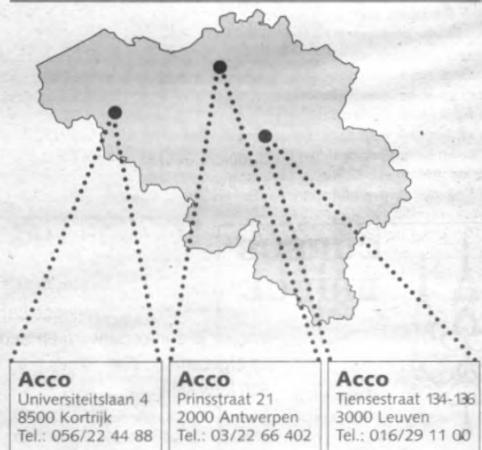 Acco
Universiteitslaan 4
8500 Kortrijk
Tel.: 056/22 44 88
Acco
Prinsstraat 21
2000 Antwerpen
Tel.: 03/22 66 402
Acco
Tiensestraat 134-136
3000 Leuven
Tel.: 016/29 11 00